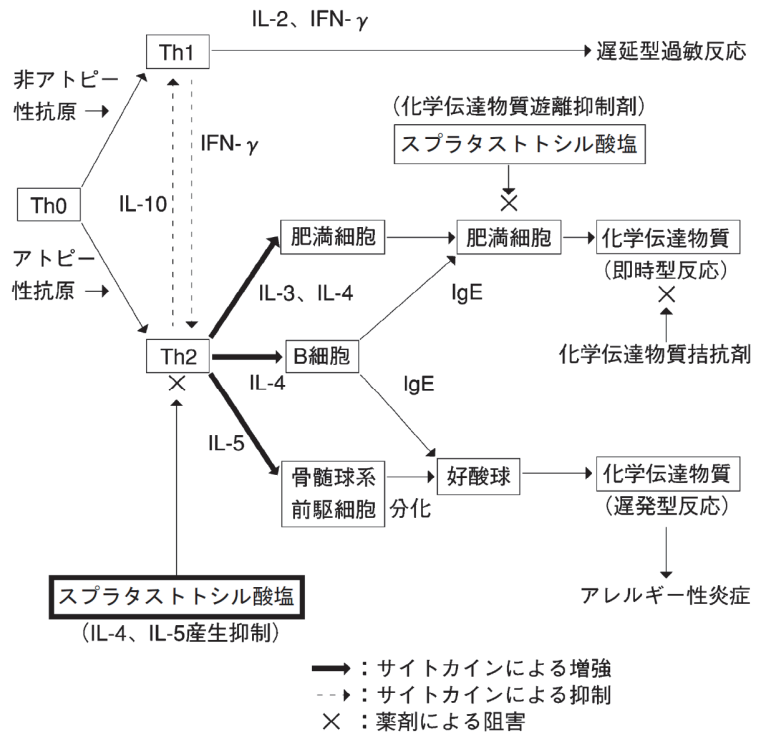 IL-2、IFN-γ
Th1
遅延型過敏反応
非アトピー
性抗原
(化学伝達物質遊離抑制剤)
スプラタストトシル酸塩
IFN-γ
Th0
IL-10
肥満細胞
肥満細胞
化学伝達物質
(即時型反応)
アトピー
性抗原
IL-3、IL-4
IgE
Th2
B細胞
化学伝達物質拮抗剤
IL-4
IgE
IL-5
骨髄球系
前駆細胞
分化
好酸球
化学伝達物質
(遅発型反応)
スプラタストトシル酸塩
(IL-4、IL-5産生抑制)
アレルギー性炎症
:サイトカインによる増強
:サイトカインによる抑制
× :薬剤による阻害